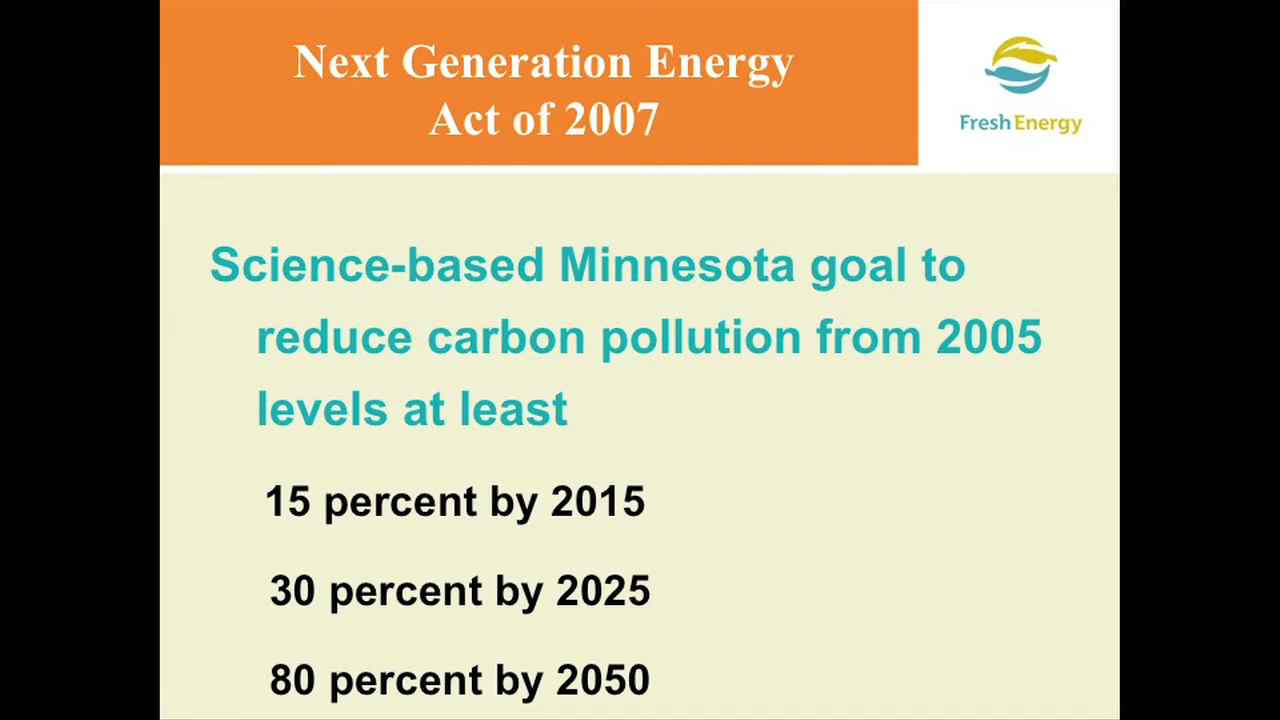 Next Generation Energy
Act of 2007
Fresh Energy
Science-based Minnesota goal to
reduce carbon pollution from 2005
levels at least
15 percent by 2015
30 percent by 2025
80 percent by 2050